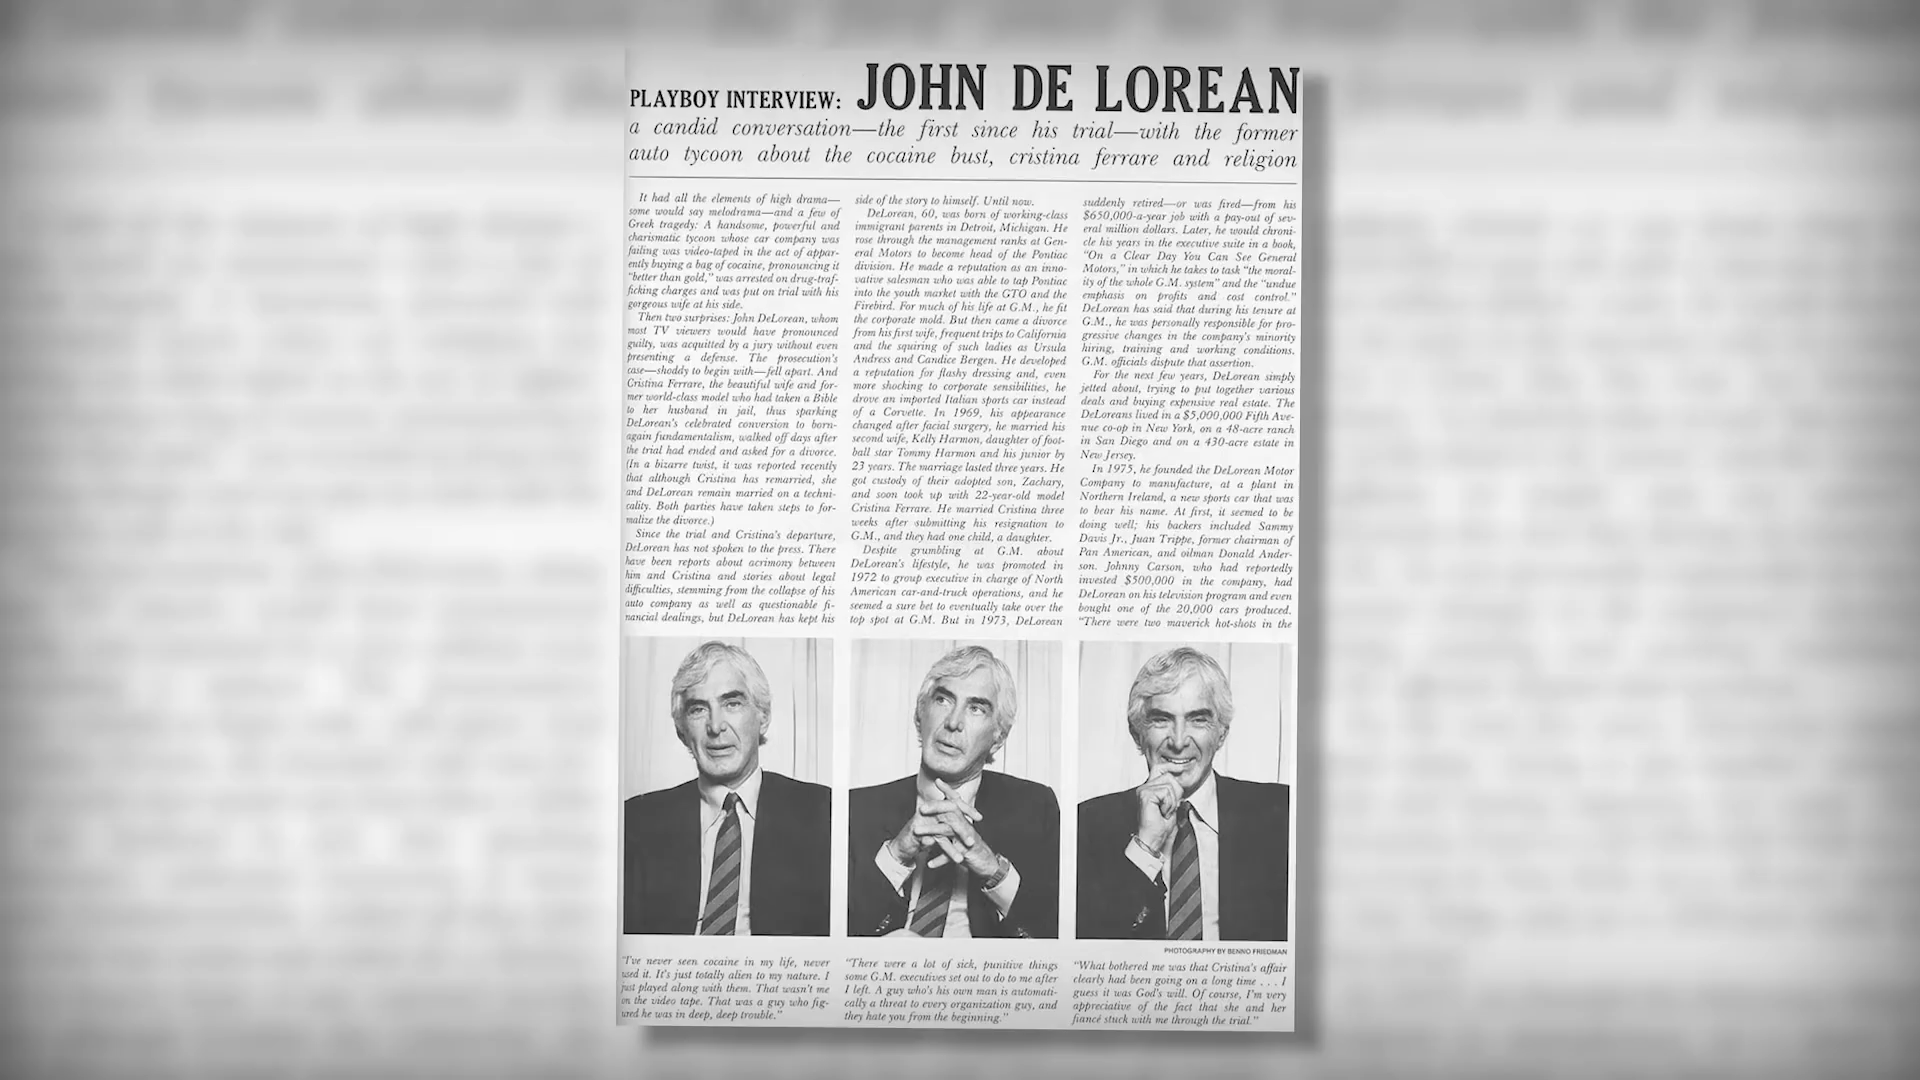 PLAYBOY INTERVIEW: JOHN DE LOREAN
a candid conversation—the first since his trial—with the former
auto tycoon about the cocaine bust, cristina ferrare and religion
It had all the elements of high drama—
some would say melodrama—and a few of
Greek tragedy: A handsome, powerful and
charismatic tycoon whose car company was
failing was video-taped in the act of appar-
ently buying a bag of cocaine, pronouncing it
"better than gold," was arrested on drug-traf-
ficking charges and was put on trial with his
gorgeous wife at his side.
Then two surprises: John DeLorean, whom
most TV viewers would have pronounced
guilty, was acquitted by a jury without even
presenting a defense. The prosecution's
case—shoddy to begin with—fell apart. And
Cristina Ferrare, the beautiful wife and for-
mer world-class model who had taken a Bible
to her husband in jail, thus sparking
DeLorean's celebrated conversion to born-
again fundamentalism, walked off days after
the trial had ended and asked for a divorce.
(In a bizarre twist, it was reported recently
that although Cristina has remarried, she
and DeLorean remain married on a techni-
cality. Both parties have taken steps to for-
malize the divorce.)
Since the trial and Cristina's departure,
DeLorean has not spoken to the press. There
have been reports about acrimony between
him and Cristina and stories about legal
difficulties, stemming from the collapse of his
auto company as well as questionable fi-
nancial dealings, but DeLorean has kept his
side of the story to himself. Until now.
DeLorean, 60, was born of working-class
immigrant parents in Detroit, Michigan. He
rose through the management ranks at Gen-
eral Motors to become head of the Pontiac
division. He made a reputation as an inno-
vative salesman who was able to tap Pontiac
into the youth market with the GTO and the
Firebird. For much of his life at G.M., he fit
the corporate mold. But then came a divorce
from his first wife, frequent trips to California
and the squiring of such ladies as Ursula
Andress and Candice Bergen. He developed
a reputation for flashy dressing and, even
more shocking to corporate sensibilities, he
drove an imported Italian sports car instead
of a Corvette. In 1969, his appearance
changed after facial surgery, he married his
second wife, Kelly Harmon, daughter of foot-
ball star Tommy Harmon and his junior by
23 years. The marriage lasted three years. He
got custody of their adopted son, Zachary,
and soon took up with 22-year-old model
Cristina Ferrare. He married Cristina three
weeks after submitting his resignation to
G.M., and they had one child, a daughter.
Despite grumbling at G.M. about
DeLorean's lifestyle, he was promoted in
1972 to group executive in charge of North
American car-and-truck operations, and he
seemed a sure bet to eventually take over the
top spot at G.M. But in 1973, DeLorean
suddenly retired—or was fired—from his
$650,000-a-year job with a pay-out of sev-
eral million dollars. Later, he would chroni-
cle his years in the executive suite in a book,
"On a Clear Day You Can See General
Motors," in which he takes to task "the moral-
ity of the whole G.M. system" and the "undue
emphasis on profits and cost control."
DeLorean has said that during his tenure at
G.M., he was personally responsible for pro-
gressive changes in the company's minority
hiring, training and working conditions.
G.M. officials dispute that assertion.
For the next few years, DeLorean simply
jetted about, trying to put together various
deals and buying expensive real estate. The
DeLoreans lived in a $5,000,000 Fifth Ave-
nue co-op in New York, on a 48-acre ranch
in San Diego and on a 430-acre estate in
New Jersey.
In 1975, he founded the DeLorean Motor
Company to manufacture, at a plant in
Northern Ireland, a new sports car that was
to bear his name. At first, it seemed to be
doing well; his backers included Sammy
Davis Jr., Juan Trippe, former chairman of
Pan American, and oilman Donald Ander-
son. Johnny Carson, who had reportedly
invested $500,000 in the company, had
DeLorean on his television program and even
bought one of the 20,000 cars produced.
"There were two maverick hot-shots in the
PHOTOGRAPHY BY BENNO FRIEDMAN
"I've never seen cocaine in my life, never
used it. It's just totally alien to my nature. I
just played along with them. That wasn't me
on the video tape. That was a guy who fig-
ured he was in deep, deep trouble."
"There were a lot of sick, punitive things
some G.M. executives set out to do to me after
I left. A guy who's his own man is automati-
cally a threat to every organization guy, and
they hate you from the beginning."
"What bothered me was that Cristina's affair
clearly had been going on a long time . . . I
guess it was God's will. Of course, I'm very
appreciative of the fact that she and her
fiancé stuck with me through the trial."